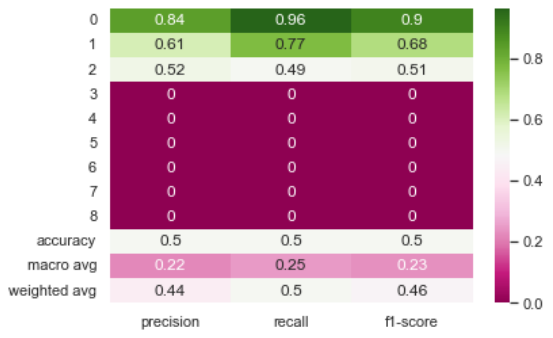 0 0.84 0.96 0.9
1 0.61 0.77 0.68
2 0.52 0.49 0.51
3 0 0 0
4 0 0 0
5 0 0 0
6 0 0 0
7 0 0 0
8 0 0 0
accuracy 0.5 0.5 0.5
macro avg 0.22 0.25 0.23
weighted avg 0.44 0.5 0.46
precision recall f1-score
0.8
0.6
0.4
0.2
0.0